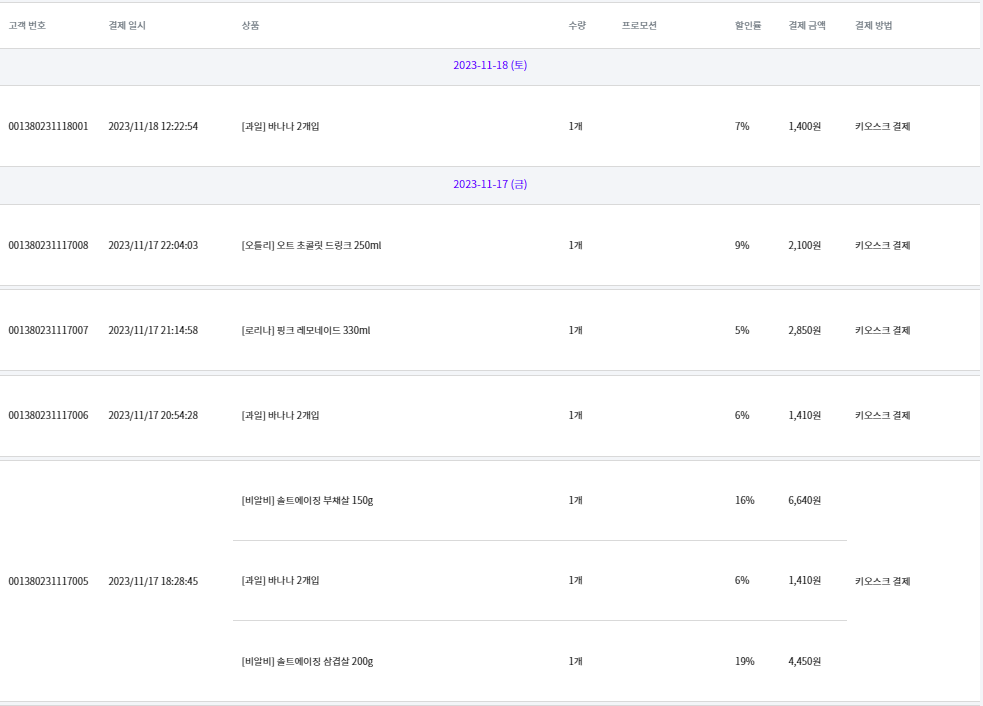 고객 번호 결제 일시 상품 수량 프로모션 할인률 결제 금액 결제 방법
2023-11-18 (토)
001380231118001 2023/11/18 12:22:54 [과일] 바나나 2개입 1개 7% 1,400원 키오스크 결제
2023-11-17 (금)
001380231117008 2023/11/17 22:04:03 [오틀리] 오트 초콜릿 드링크 250ml 1개 9% 2,100원 키오스크 결제
001380231117007 2023/11/17 21:14:58 [로리나] 핑크 레모네이드 330ml 1개 5% 2,850원 키오스크 결제
001380231117006 2023/11/17 20:54:28 [과일] 바나나 2개입 1개 6% 1,410원 키오스크 결제
[비알비] 솔트에이징 부채살 150g 1개 16% 6,640원
001380231117005 2023/11/17 18:28:45 [과일] 바나나 2개입 1개 6% 1,410원 키오스크 결제
[비알비] 솔트에이징 삼겹살 200g 1개 19% 4,450원